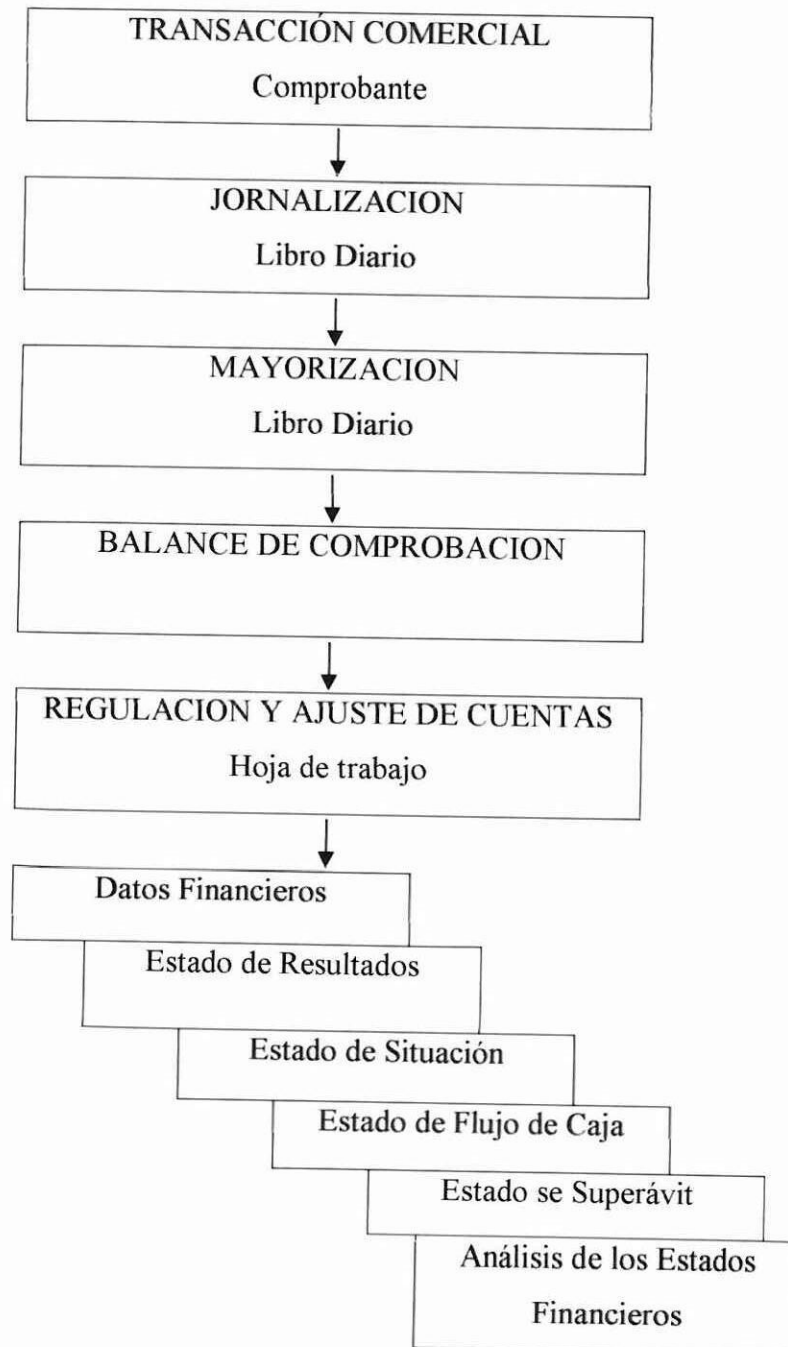 TRANSACCIÓN COMERCIAL
Comprobante
JORNALIZACION
Libro Diario
MAYORIZACION
Libro Diario
BALANCE DE COMPROBACION
REGULACION Y AJUSTE DE CUENTAS
Hoja de trabajo
Datos Financieros
Estado de Resultados
Estado de Situación
Estado de Flujo de Caja
Estado se Superávit
Análisis de los Estados
Financieros